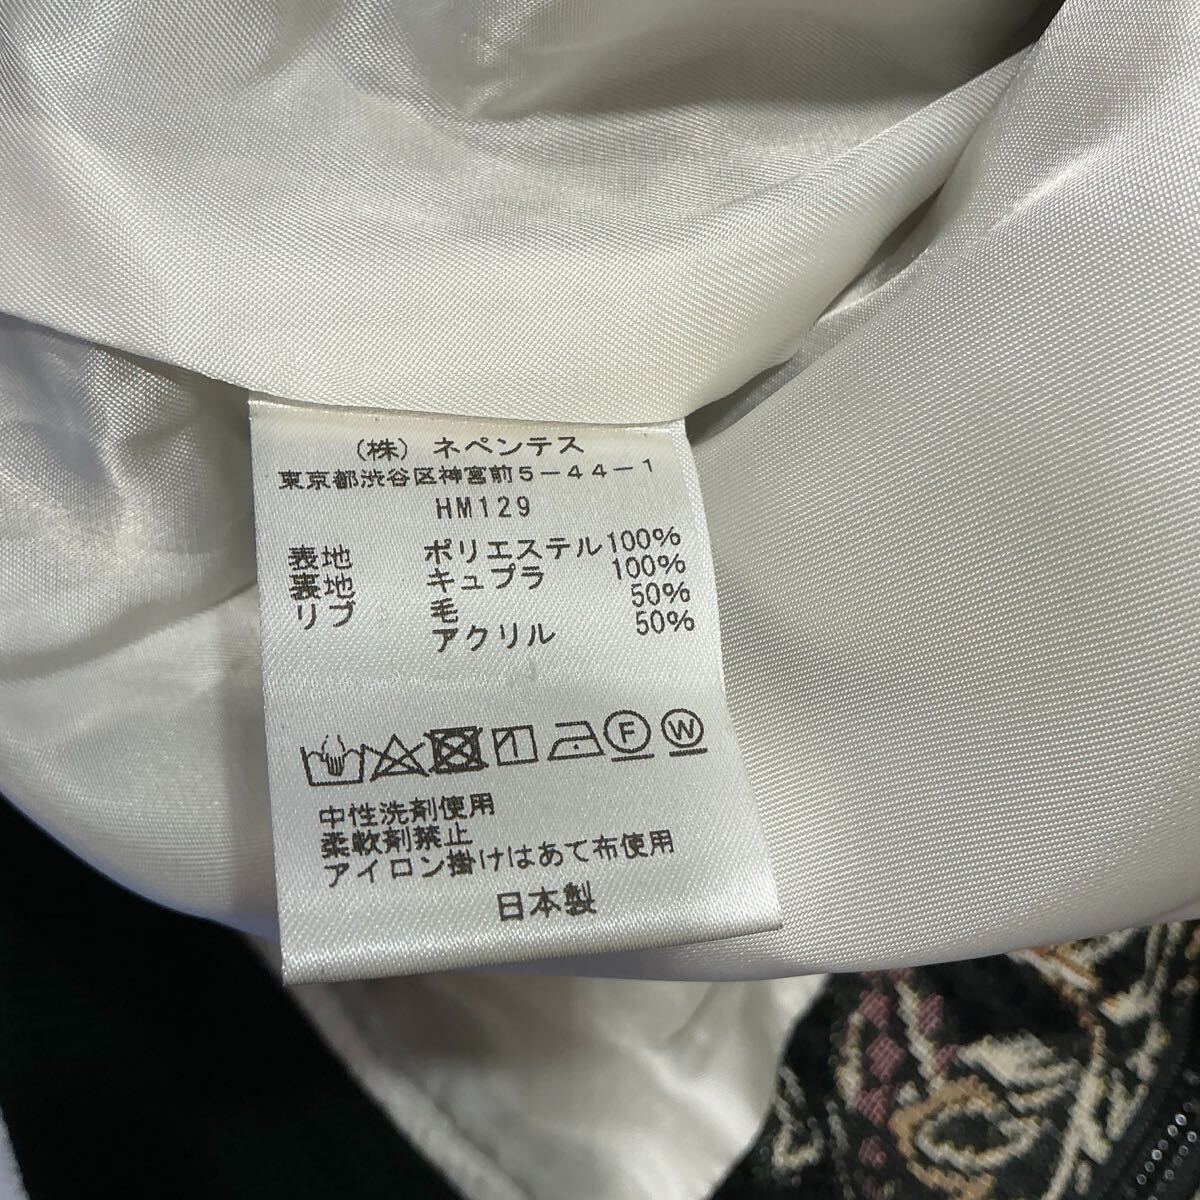 （株）ネペンテス
東京都渋谷区神宮前５－４４－１
HM129
表地 ポリエステル 100%
裏地 キュプラ 100%
リブ 毛 50%
アクリル 50%
F W
中性洗剤使用
柔軟剤禁止
アイロン掛けはあて布使用
日本製